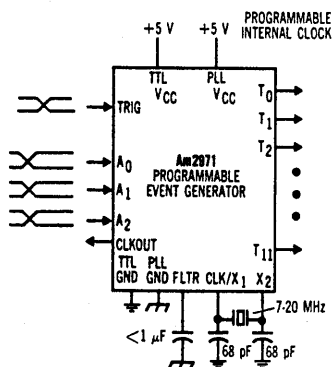 PROGRAMMABLE
INTERNAL CLOCK
+5 V +5 V
TTL PLL
VCC VCC
TRIG
T0
T1
T2
Am2971
PROGRAMMABLE
EVENT GENERATOR
A0
A1
A2
CLKOUT
T11
TTL PLL
GND GND FLTR CLK/X1 X2
7-20 MHz
<1 μF
68 pF 68 pF